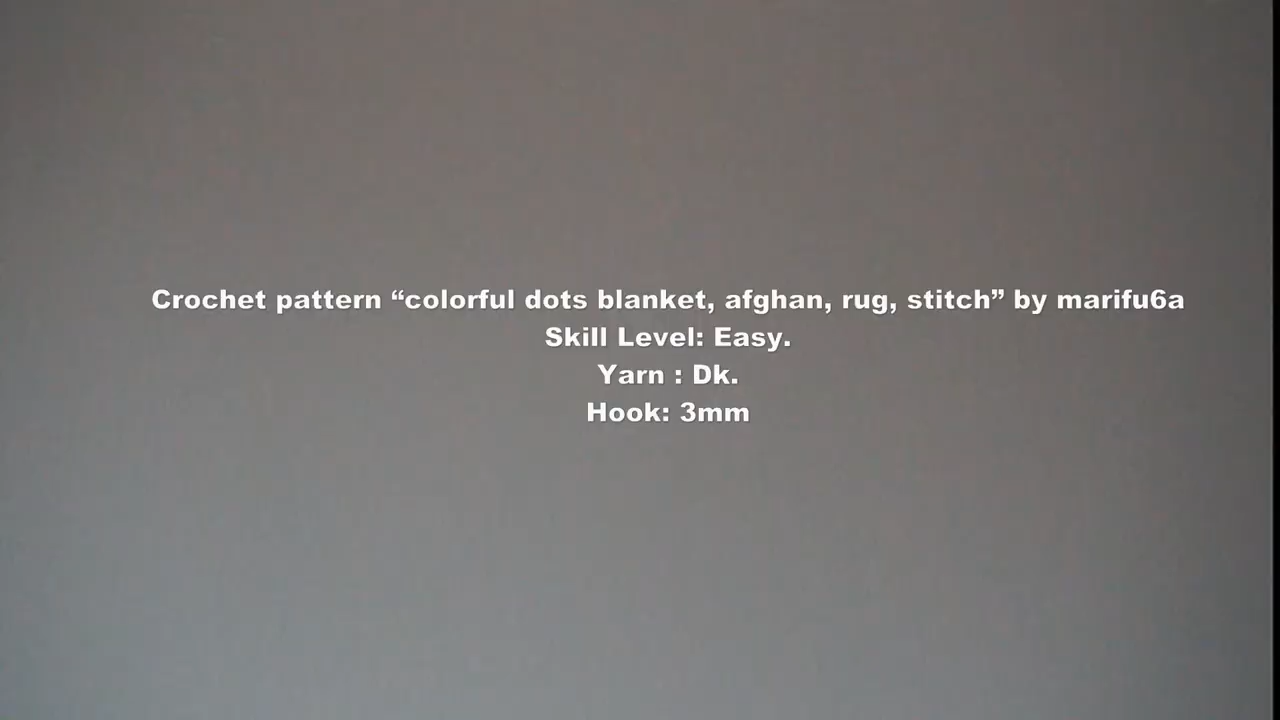 Crochet pattern “colorful dots blanket, afghan, rug, stitch” by marifu6a
Skill Level: Easy.
Yarn : Dk.
Hook: 3mm